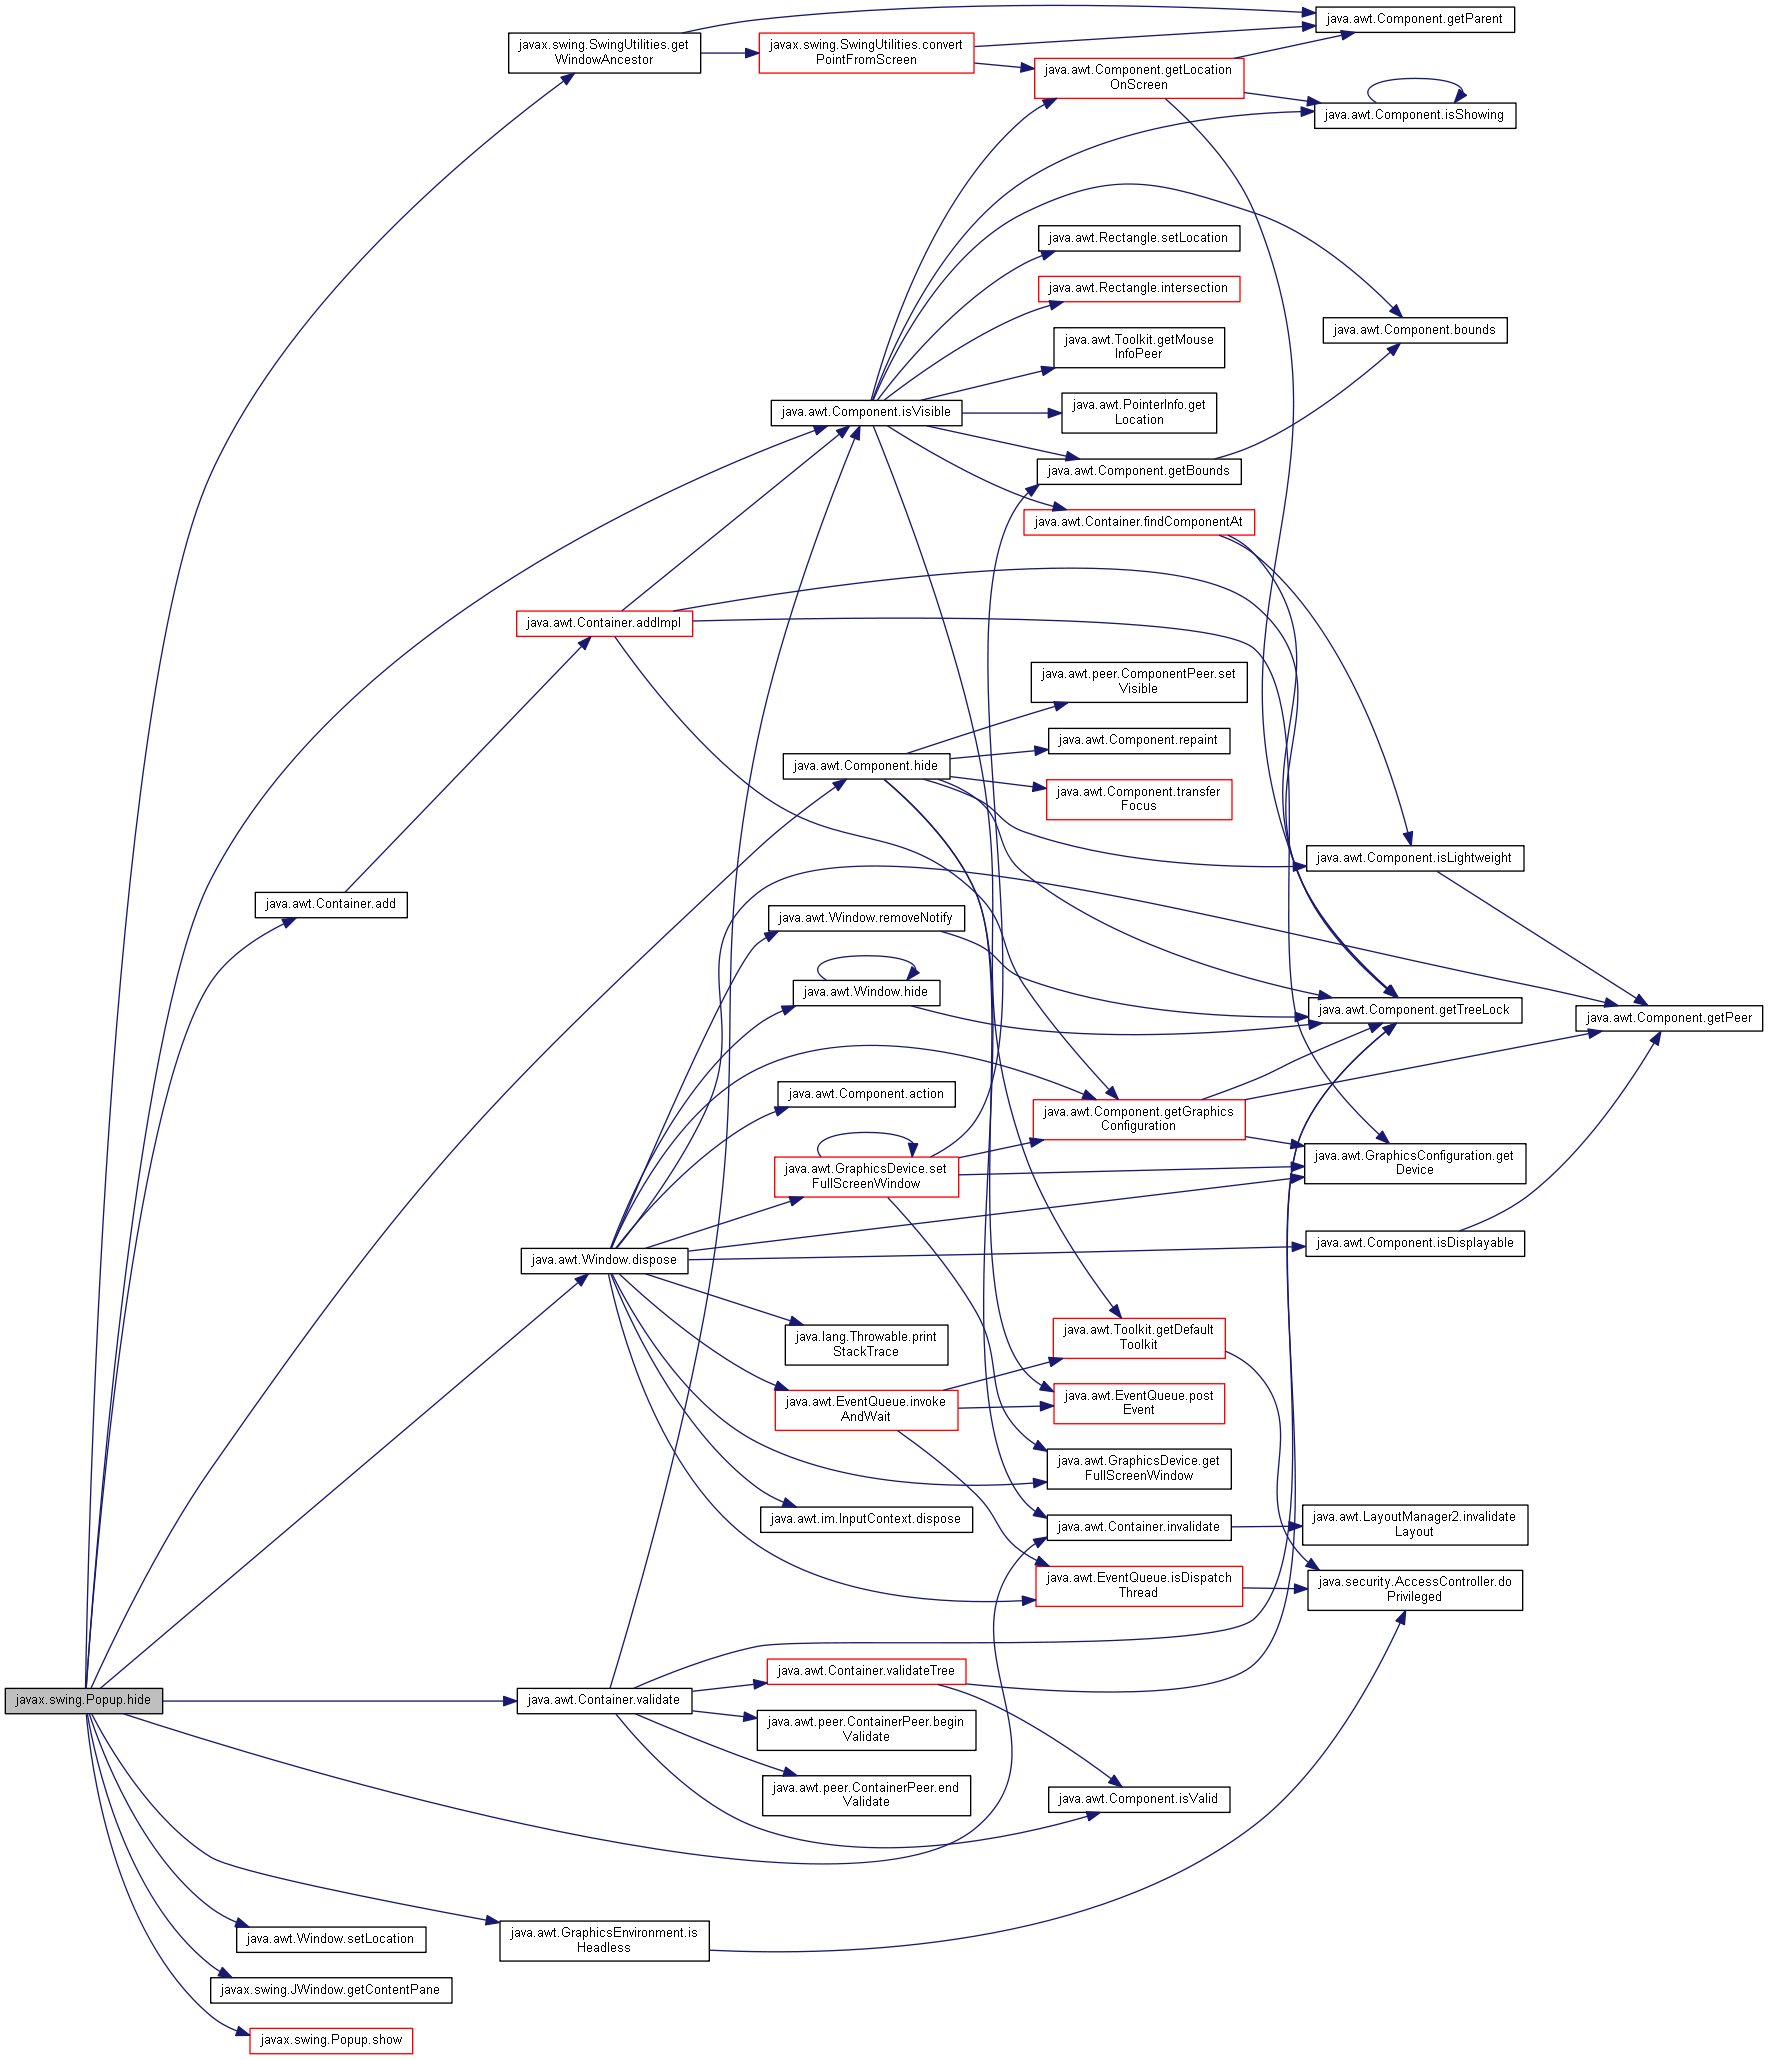 java.awt.Component.getParent
javax.swing.SwingUtilities.get
WindowAncestor
javax.swing.SwingUtilities.convert
PointFromScreen
java.awt.Component.getLocation
OnScreen
java.awt.Component.isShowing
java.awt.Rectangle.setLocation
java.awt.Rectangle.intersection
java.awt.Component.bounds
java.awt.Toolkit.getMouse
InfoPeer
java.awt.Component.isVisible
java.awt.PointerInfo.get
Location
java.awt.Component.getBounds
java.awt.Container.findComponentAt
java.awt.Container.addImpl
java.awt.peer.ComponentPeer.set
Visible
java.awt.Component.repaint
java.awt.Component.hide
java.awt.Component.transfer
Focus
java.awt.Component.isLightweight
java.awt.Container.add
java.awt.Window.removeNotify
java.awt.Window.hide
java.awt.Component.getTreeLock
java.awt.Component.getPeer
java.awt.Component.action
java.awt.Component.getGraphics
Configuration
java.awt.GraphicsDevice.set
FullScreenWindow
java.awt.GraphicsConfiguration.get
Device
java.awt.Window.dispose
java.awt.Component.isDisplayable
java.lang.Throwable.print
StackTrace
java.awt.Toolkit.getDefault
Toolkit
java.awt.EventQueue.invoke
AndWait
java.awt.EventQueue.post
Event
java.awt.GraphicsDevice.get
FullScreenWindow
java.awt.im.InputContext.dispose
java.awt.Container.invalidate
java.awt.LayoutManager2.invalidate
Layout
java.awt.EventQueue.isDispatch
Thread
java.security.AccessController.do
Privileged
java.awt.Container.validateTree
javax.swing.Popup.hide
java.awt.Container.validate
java.awt.peer.ContainerPeer.begin
Validate
java.awt.peer.ContainerPeer.end
Validate
java.awt.Component.isValid
java.awt.Window.setLocation
java.awt.GraphicsEnvironment.is
Headless
javax.swing.JWindow.getContentPane
javax.swing.Popup.show